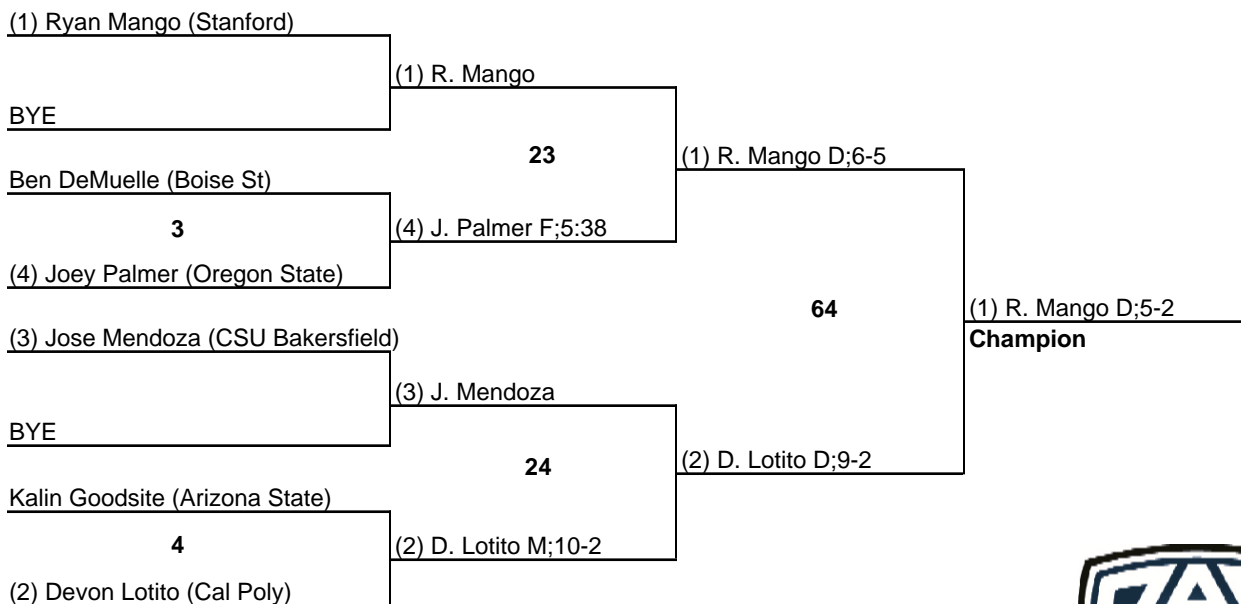 (1) Ryan Mango (Stanford)
(1) R. Mango
BYE
23
(1) R. Mango D;6-5
Ben DeMuelle (Boise St)
3
(4) J. Palmer F;5:38
(4) Joey Palmer (Oregon State)
64
(1) R. Mango D;5-2
Champion
(3) Jose Mendoza (CSU Bakersfield)
(3) J. Mendoza
BYE
24
(2) D. Lotito D;9-2
Kalin Goodsite (Arizona State)
4
(2) D. Lotito M;10-2
(2) Devon Lotito (Cal Poly)